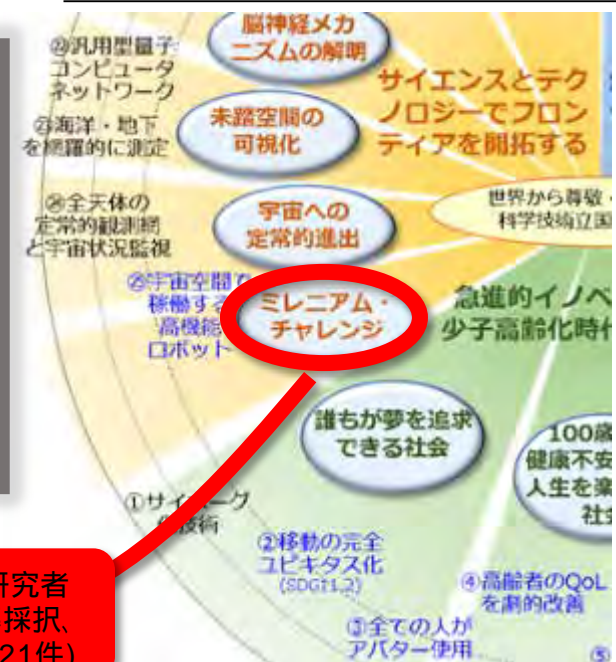 脳神経メカ
ニズムの解明
㉒汎用型量子
コンピュータ
ネットワーク
サイエンスとテク
ノロジーでフロン
ティアを開拓する
未踏空間の
可視化
㉓海洋・地下
を網羅的に測定
世界から尊敬・
科学技術立国
㉔全天体の
定常的観測網
と宇宙状況監視
宇宙への
定常的進出
㉕宇宙空間で
稼働する
高機能
ロボット
ミレニアム・
チャレンジ
急進的イノベ
少子高齢化時代
誰もが夢を追求
できる社会
100歳
健康不安
人生を楽
社会
①サイボーグ
化技術
②移動の完全
ユビキタス化
(SDG11.2)
④高齢者のQoL
を劇的改善
③全ての人が
アバター使用
⑤
研究者
採択、
21件)